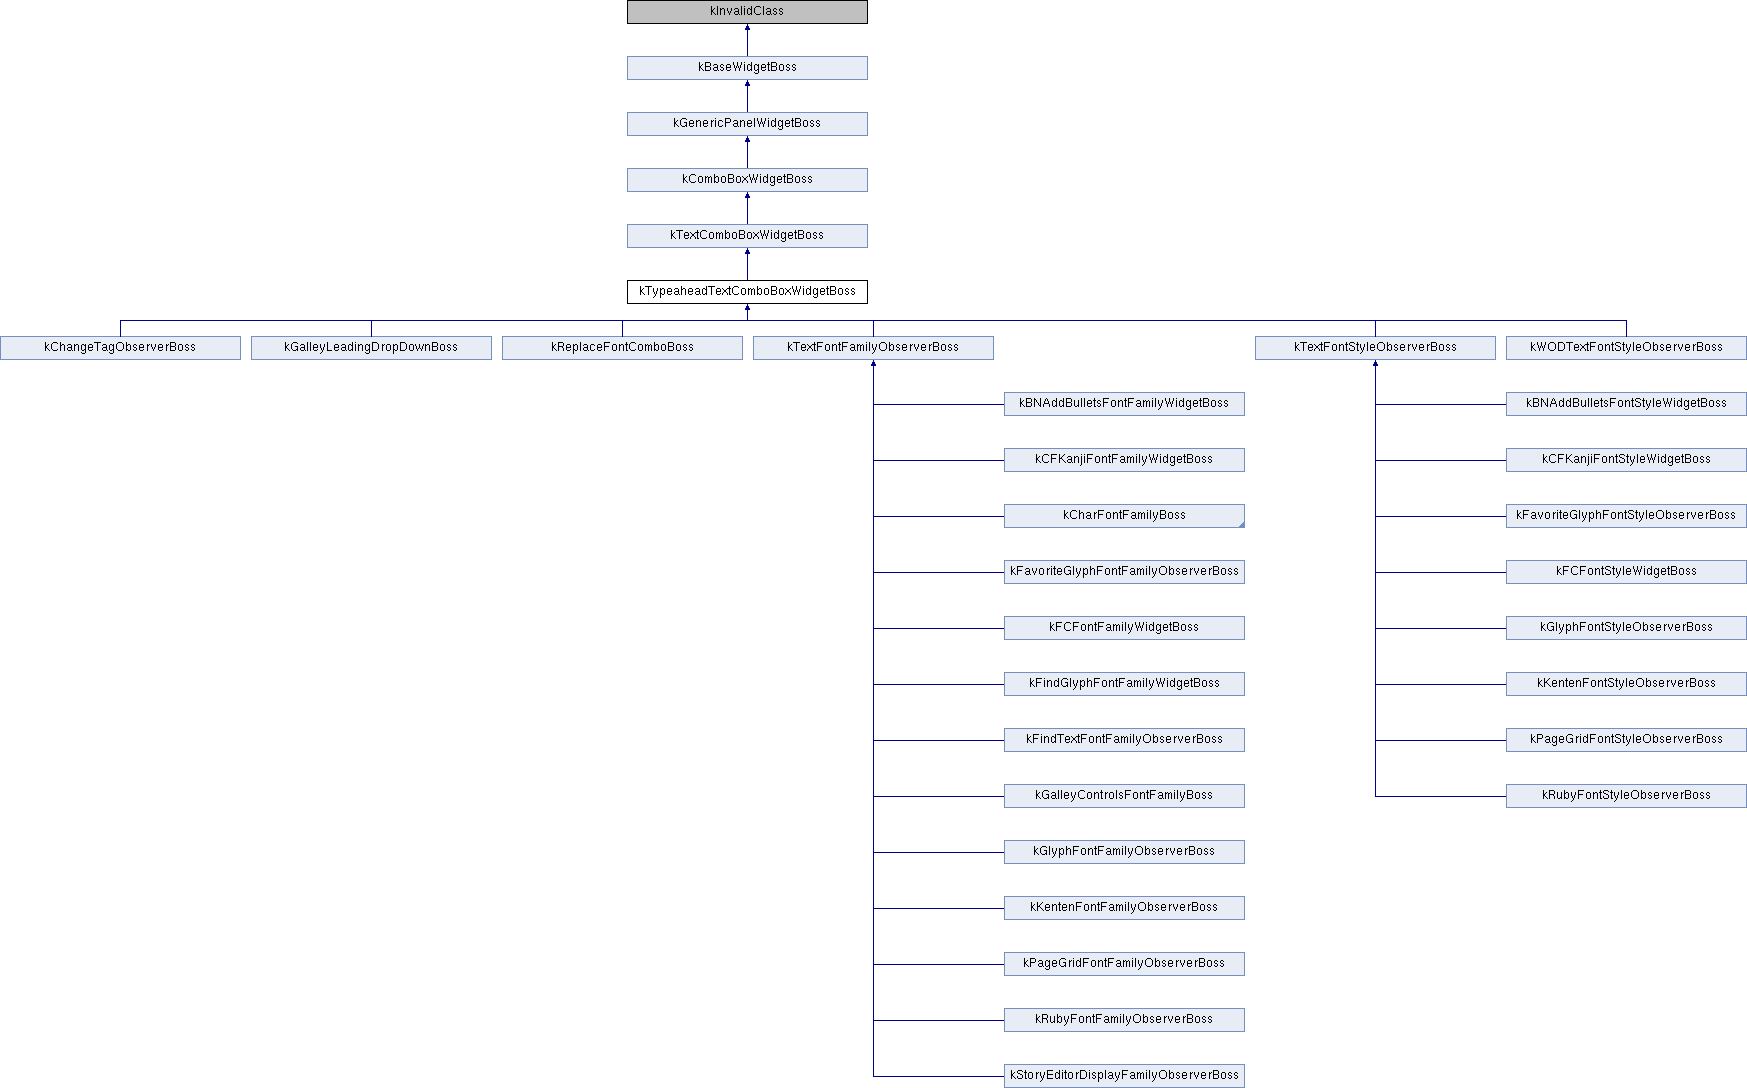 kInvalidClass
kBaseWidgetBoss
kGenericPanelWidgetBoss
kComboBoxWidgetBoss
kTextComboBoxWidgetBoss
kTypeaheadTextComboBoxWidgetBoss
kChangeTagObserverBoss
kGalleyLeadingDropDownBoss
kReplaceFontComboBoss
kTextFontFamilyObserverBoss
kTextFontStyleObserverBoss
kWODTextFontStyleObserverBoss
kBNAddBulletsFontFamilyWidgetBoss
kBNAddBulletsFontStyleWidgetBoss
kCFKanjiFontFamilyWidgetBoss
kCFKanjiFontStyleWidgetBoss
kCharFontFamilyBoss
kFavoriteGlyphFontStyleObserverBoss
kFavoriteGlyphFontFamilyObserverBoss
kFCFontStyleWidgetBoss
kFCFontFamilyWidgetBoss
kGlyphFontStyleObserverBoss
kFindGlyphFontFamilyWidgetBoss
kKentenFontStyleObserverBoss
kFindTextFontFamilyObserverBoss
kPageGridFontStyleObserverBoss
kGalleyControlsFontFamilyBoss
kRubyFontStyleObserverBoss
kGlyphFontFamilyObserverBoss
kKentenFontFamilyObserverBoss
kPageGridFontFamilyObserverBoss
kRubyFontFamilyObserverBoss
kStoryEditorDisplayFamilyObserverBoss